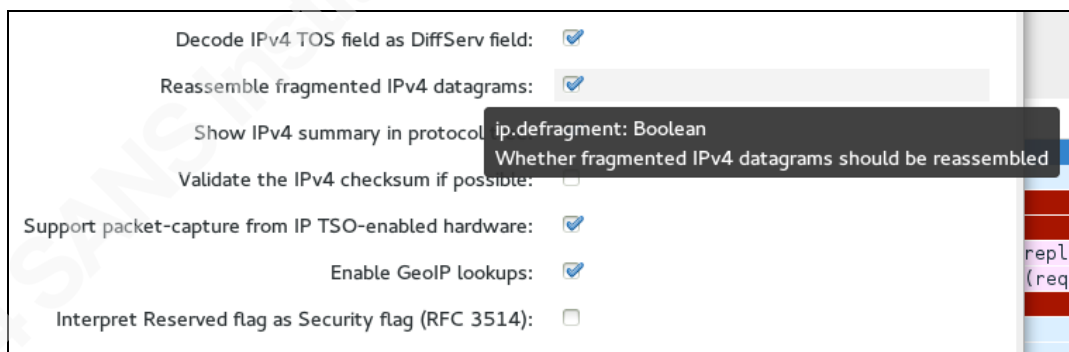 Decode IPv4 TOS field as DiffServ field:
Reassemble fragmented IPv4 datagrams:
ip.defragment: Boolean
Show IPv4 summary in protocol
Whether fragmented IPv4 datagrams should be reassembled
Validate the IPv4 checksum if possible:
Support packet-capture from IP TSO-enabled hardware:
repl
Enable GeoIP lookups:
(req
Interpret Reserved flag as Security flag (RFC 3514):
SANS Inst